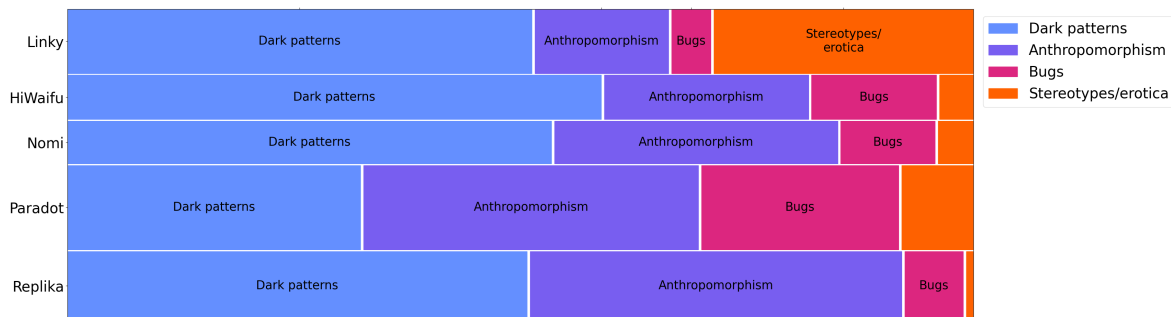 Linky
Dark patterns
Anthropomorphism
Bugs
Stereotypes/
erotica
HiWaifu
Dark patterns
Anthropomorphism
Bugs
Nomi
Dark patterns
Anthropomorphism
Bugs
Paradot
Dark patterns
Anthropomorphism
Bugs
Replika
Dark patterns
Anthropomorphism
Bugs
Dark patterns
Anthropomorphism
Bugs
Stereotypes/erotica